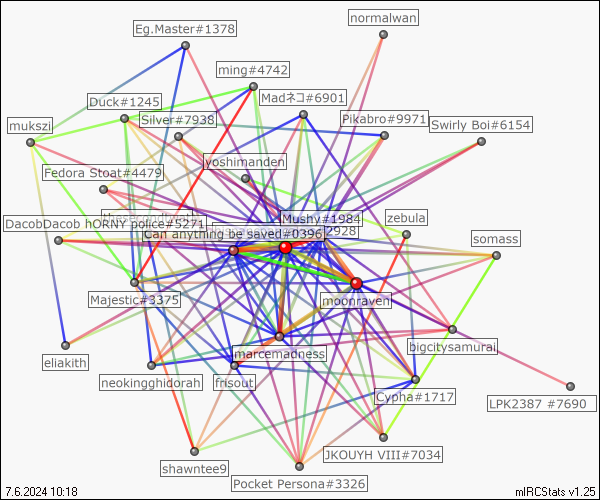 normalwan
Eg.Master#1378
ming#4742
Madネコ#6901
Duck#1245
Silver#7938
Pikabro#9971
Swirly Boi#6154
mukszi
yoshimanden
Fedora Stoat#4479
Mushy#1984
zebula
DacobDacob hORNY police#5271
Can anything be saved#0396
2928
somass
Majestic#3375
moonraven
marcemadness
bigcitysamurai
eliakith
neokingghidorah
frisout
Cypha#1717
LPK2387 #7690
JKOUYH VIII#7034
shawntee9
Pocket Persona#3326
7.6.2024 10:18
mIRCStats v1.25